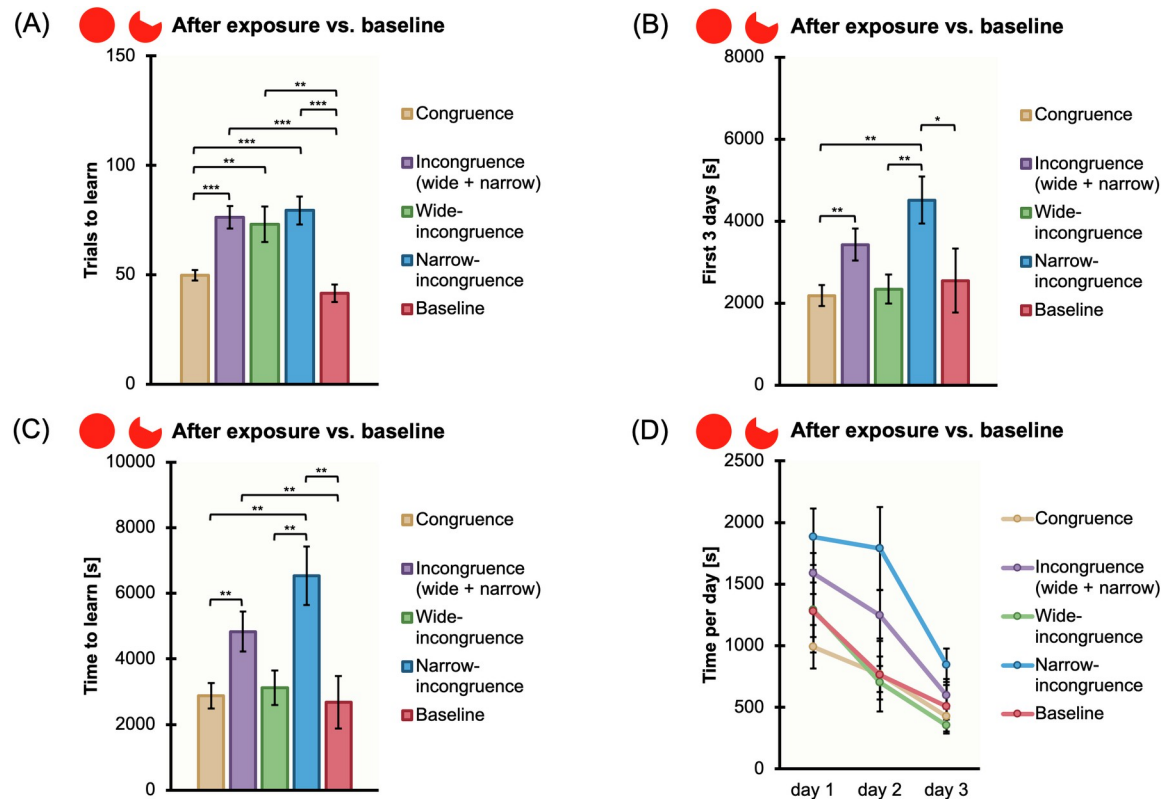 (A) After exposure vs. baseline
150
100
50
0
Trials to learn
**
***
***
***
**
***
Congruence
Incongruence
(wide + narrow)
Wide-
incongruence
Narrow-
incongruence
Baseline
(B) After exposure vs. baseline
8000
6000
4000
2000
0
First 3 days [s]
*
**
**
**
Congruence
Incongruence
(wide + narrow)
Wide-
incongruence
Narrow-
incongruence
Baseline
(C) After exposure vs. baseline
10000
8000
6000
4000
2000
0
Time to learn [s]
**
**
**
**
**
Congruence
Incongruence
(wide + narrow)
Wide-
incongruence
Narrow-
incongruence
Baseline
(D) After exposure vs. baseline
2500
2000
1500
1000
500
0
Time per day [s]
day 1 day 2 day 3
Congruence
Incongruence
(wide + narrow)
Wide-
incongruence
Narrow-
incongruence
Baseline